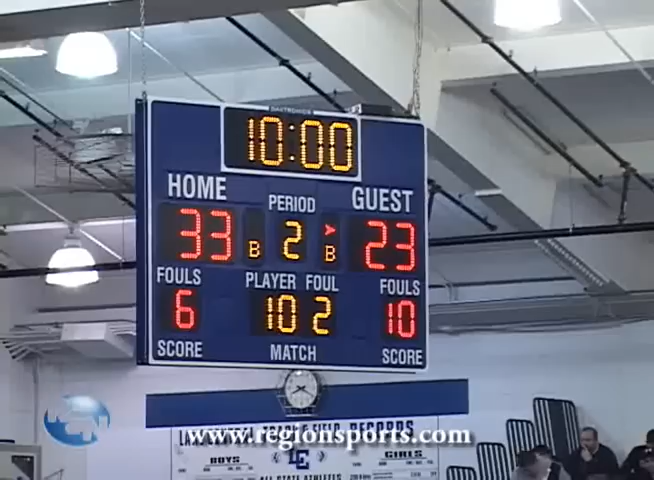 DAKTRONICS
10:00
HOME PERIOD GUEST
33 B 2 B 23
FOULS PLAYER FOUL FOULS
6 10 2 10
SCORE MATCH SCORE
RECORDS
www.regionsports.com
BOYS LC GIRLS
ALL STATE ATHLETES